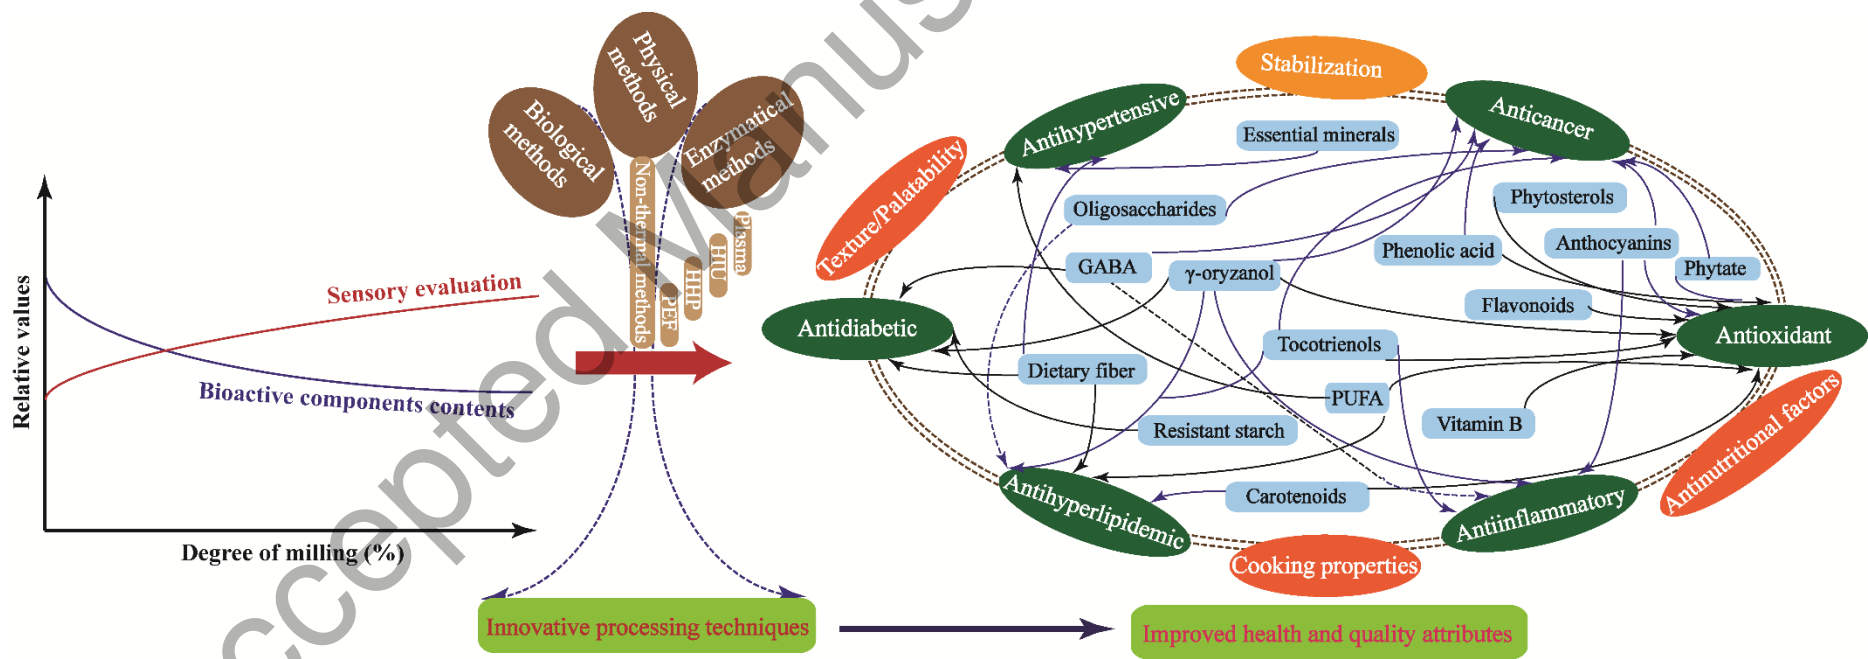 Relative values
Degree of milling (%)
Sensory evaluation
Bioactive components contents
Biological
methods
Physical
methods
Enzymatical
methods
Non-thermal methods
PEF
HHP
HIU
Plasma
Innovative processing techniques
Improved health and quality attributes
Stabilization
Antihypertensive
Anticancer
Texture/Palatability
Essential minerals
Oligosaccharides
Phytosterols
Phenolic acid
Anthocyanins
Phytate
GABA
γ-oryzanol
Flavonoids
Antidiabetic
Antioxidant
Tocotrienols
Dietary fiber
PUFA
Resistant starch
Vitamin B
Antinutritional factors
Carotenoids
Antihyperlipidemic
Antiinflammatory
Cooking properties
ccepted Manus